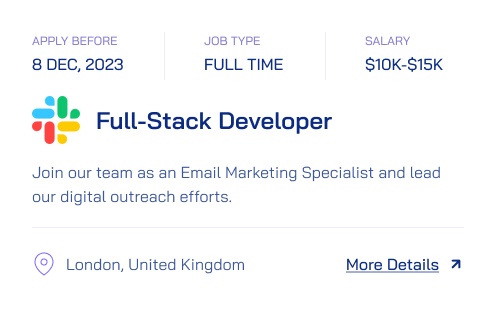 APPLY BEFORE
JOB TYPE
SALARY
8 DEC, 2023
FULL TIME
$10K-$15K
Full-Stack Developer
Join our team as an Email Marketing Specialist and lead
our digital outreach efforts.
London, United Kingdom
More Details